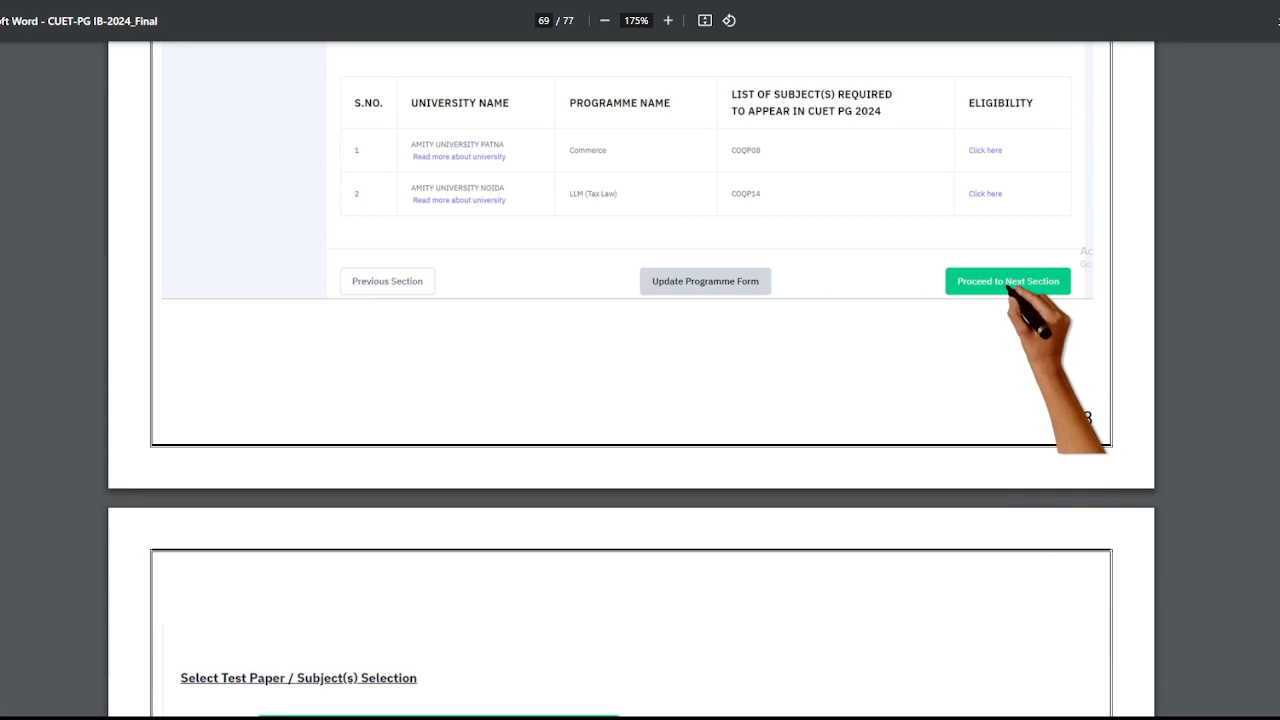 oft Word - CUET-PG IB-2024_Final
69 / 77
175%
S.NO. UNIVERSITY NAME PROGRAMME NAME LIST OF SUBJECT(S) REQUIRED TO APPEAR IN CUET PG 2024 ELIGIBILITY
1 AMITY UNIVERSITY PATNA Commerce COQP08 Click here
Read more about university
2 AMITY UNIVERSITY NOIDA LLM (Tax Law) COQP14 Click here
Read more about university
Ac
Go
Previous Section Update Programme Form Proceed to Next Section
3
Select Test Paper / Subject(s) Selection